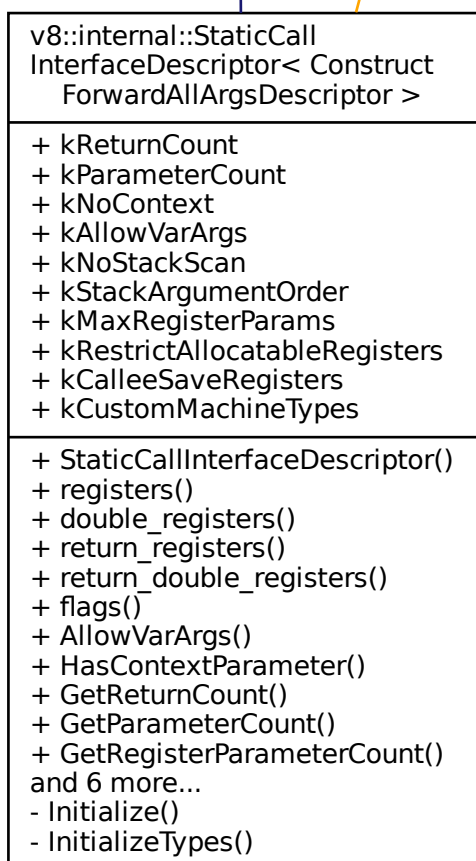 v8::internal::StaticCall
InterfaceDescriptor< Construct
ForwardAllArgsDescriptor >
+ kReturnCount
+ kParameterCount
+ kNoContext
+ kAllowVarArgs
+ kNoStackScan
+ kStackArgumentOrder
+ kMaxRegisterParams
+ kRestrictAllocatableRegisters
+ kCalleeSaveRegisters
+ kCustomMachineTypes
+ StaticCallInterfaceDescriptor()
+ registers()
+ double_registers()
+ return_registers()
+ return_double_registers()
+ flags()
+ AllowVarArgs()
+ HasContextParameter()
+ GetReturnCount()
+ GetParameterCount()
+ GetRegisterParameterCount()
and 6 more...
- Initialize()
- InitializeTypes()